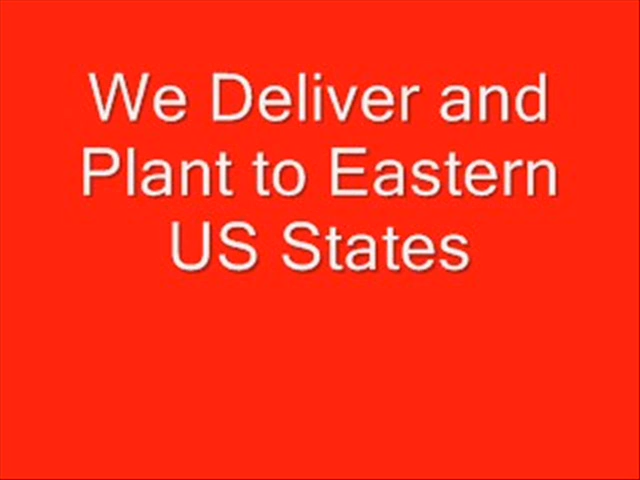 We Deliver and
Plant to Eastern
US States